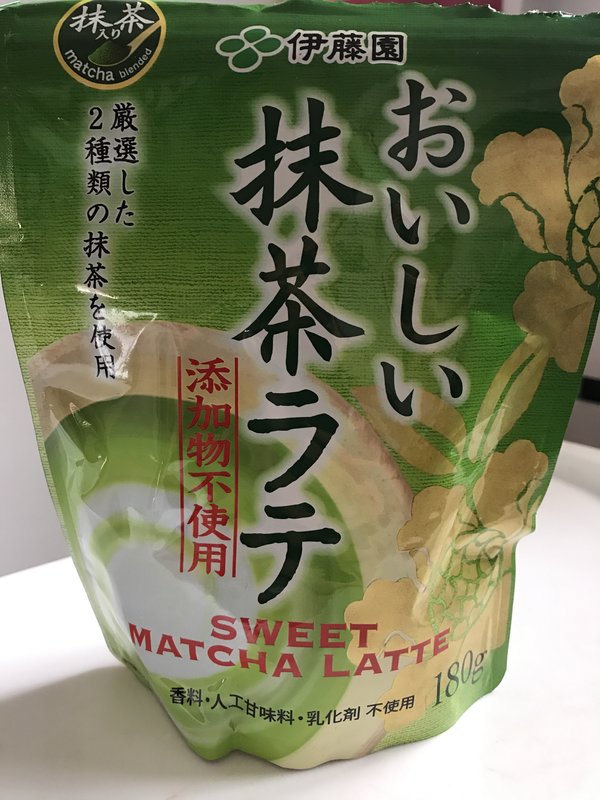 抹茶
入り
matcha blended
伊藤園
おいしい
抹茶ラテ
厳選した
2種類の抹茶を使用
添加物不使用
SWEET
MATCHA LATTE
180g
香料・人工甘味料・乳化剤 不使用